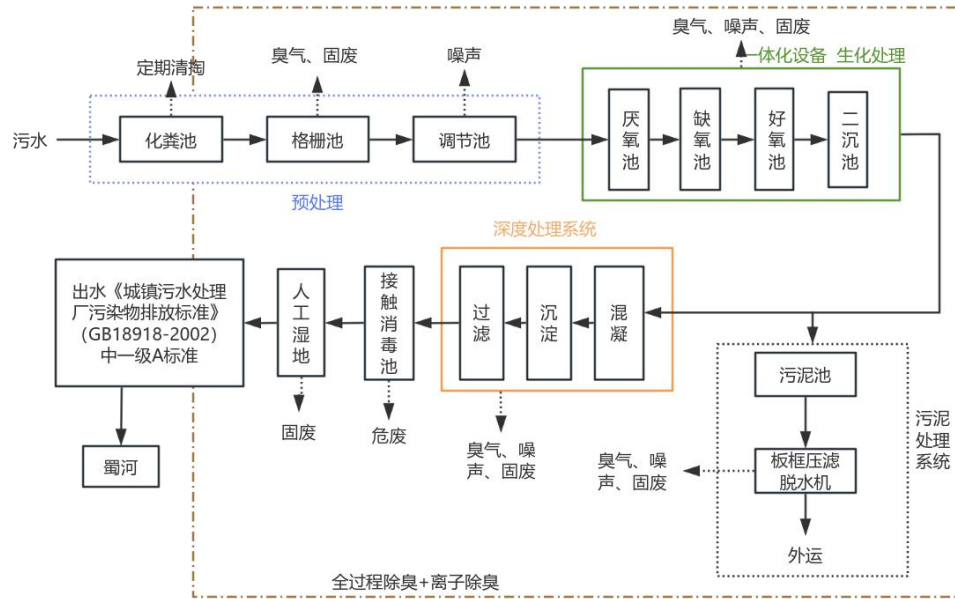 臭气、噪声、固废
一体化设备 生化处理
定期清掏
臭气、固废
噪声
污水
化粪池
格栅池
调节池
厌氧池
缺氧池
好氧池
二沉池
预处理
深度处理系统
出水《城镇污水处理
厂污染物排放标准》
（GB18918-2002）
中一级A标准
人工湿地
接触消毒池
过滤
沉淀
混凝
污泥池
污泥
处理
系统
板框压滤
脱水机
外运
蜀河
固废
危废
臭气、噪
声、固废
臭气、噪
声、固废
全过程除臭+离子除臭